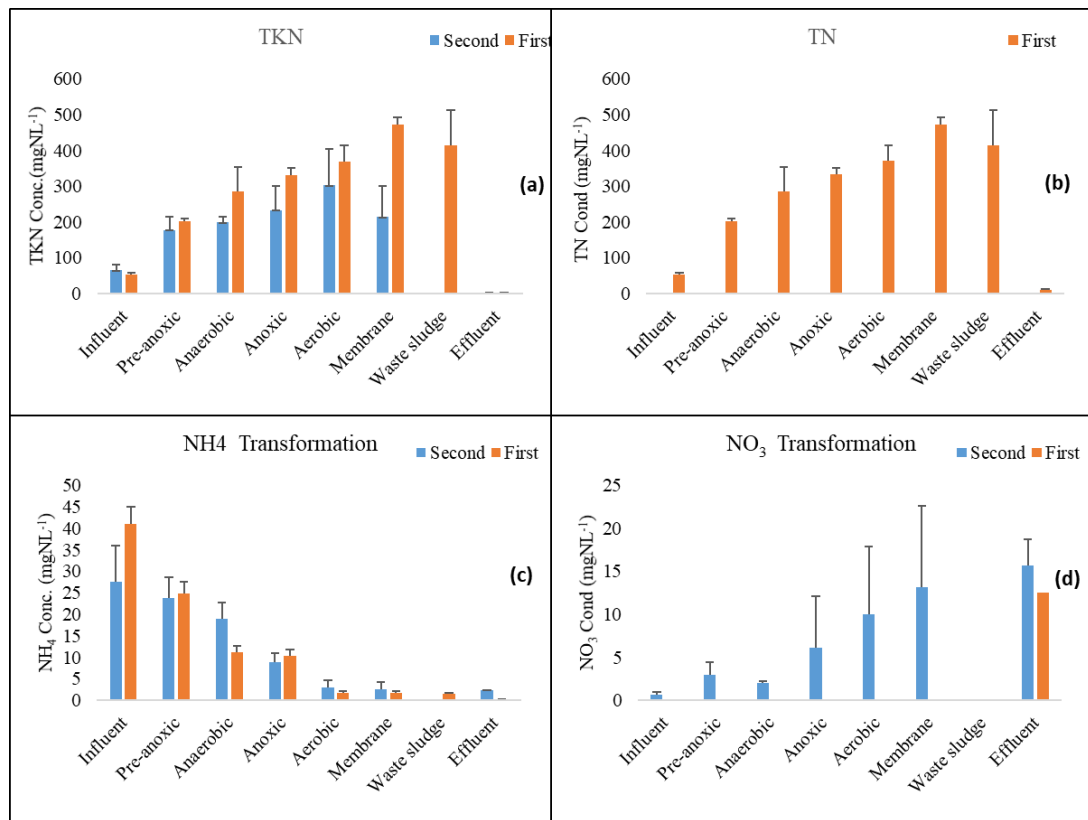 TKN
Second First
TKN Conc.(mgNL-1)
600
500
400
300
200
100
0
(a)
Influent
Pre-anoxic
Anaerobic
Anoxic
Aerobic
Membrane
Waste sludge
Effluent
TN
First
TN Cond (mgNL-1)
600
500
400
300
200
100
0
(b)
Influent
Pre-anoxic
Anaerobic
Anoxic
Aerobic
Membrane
Waste sludge
Effluent
NH4 Transformation
Second First
NH4 Conc. (mgNL-1)
50
45
40
35
30
25
20
15
10
5
0
(c)
Influent
Pre-anoxic
Anaerobic
Anoxic
Aerobic
Membrane
Waste sludge
Effluent
NO3 Transformation
Second First
NO3 Cond (mgNL-1)
25
20
15
10
5
0
(d)
Influent
Pre-anoxic
Anaerobic
Anoxic
Aerobic
Membrane
Waste sludge
Effluent